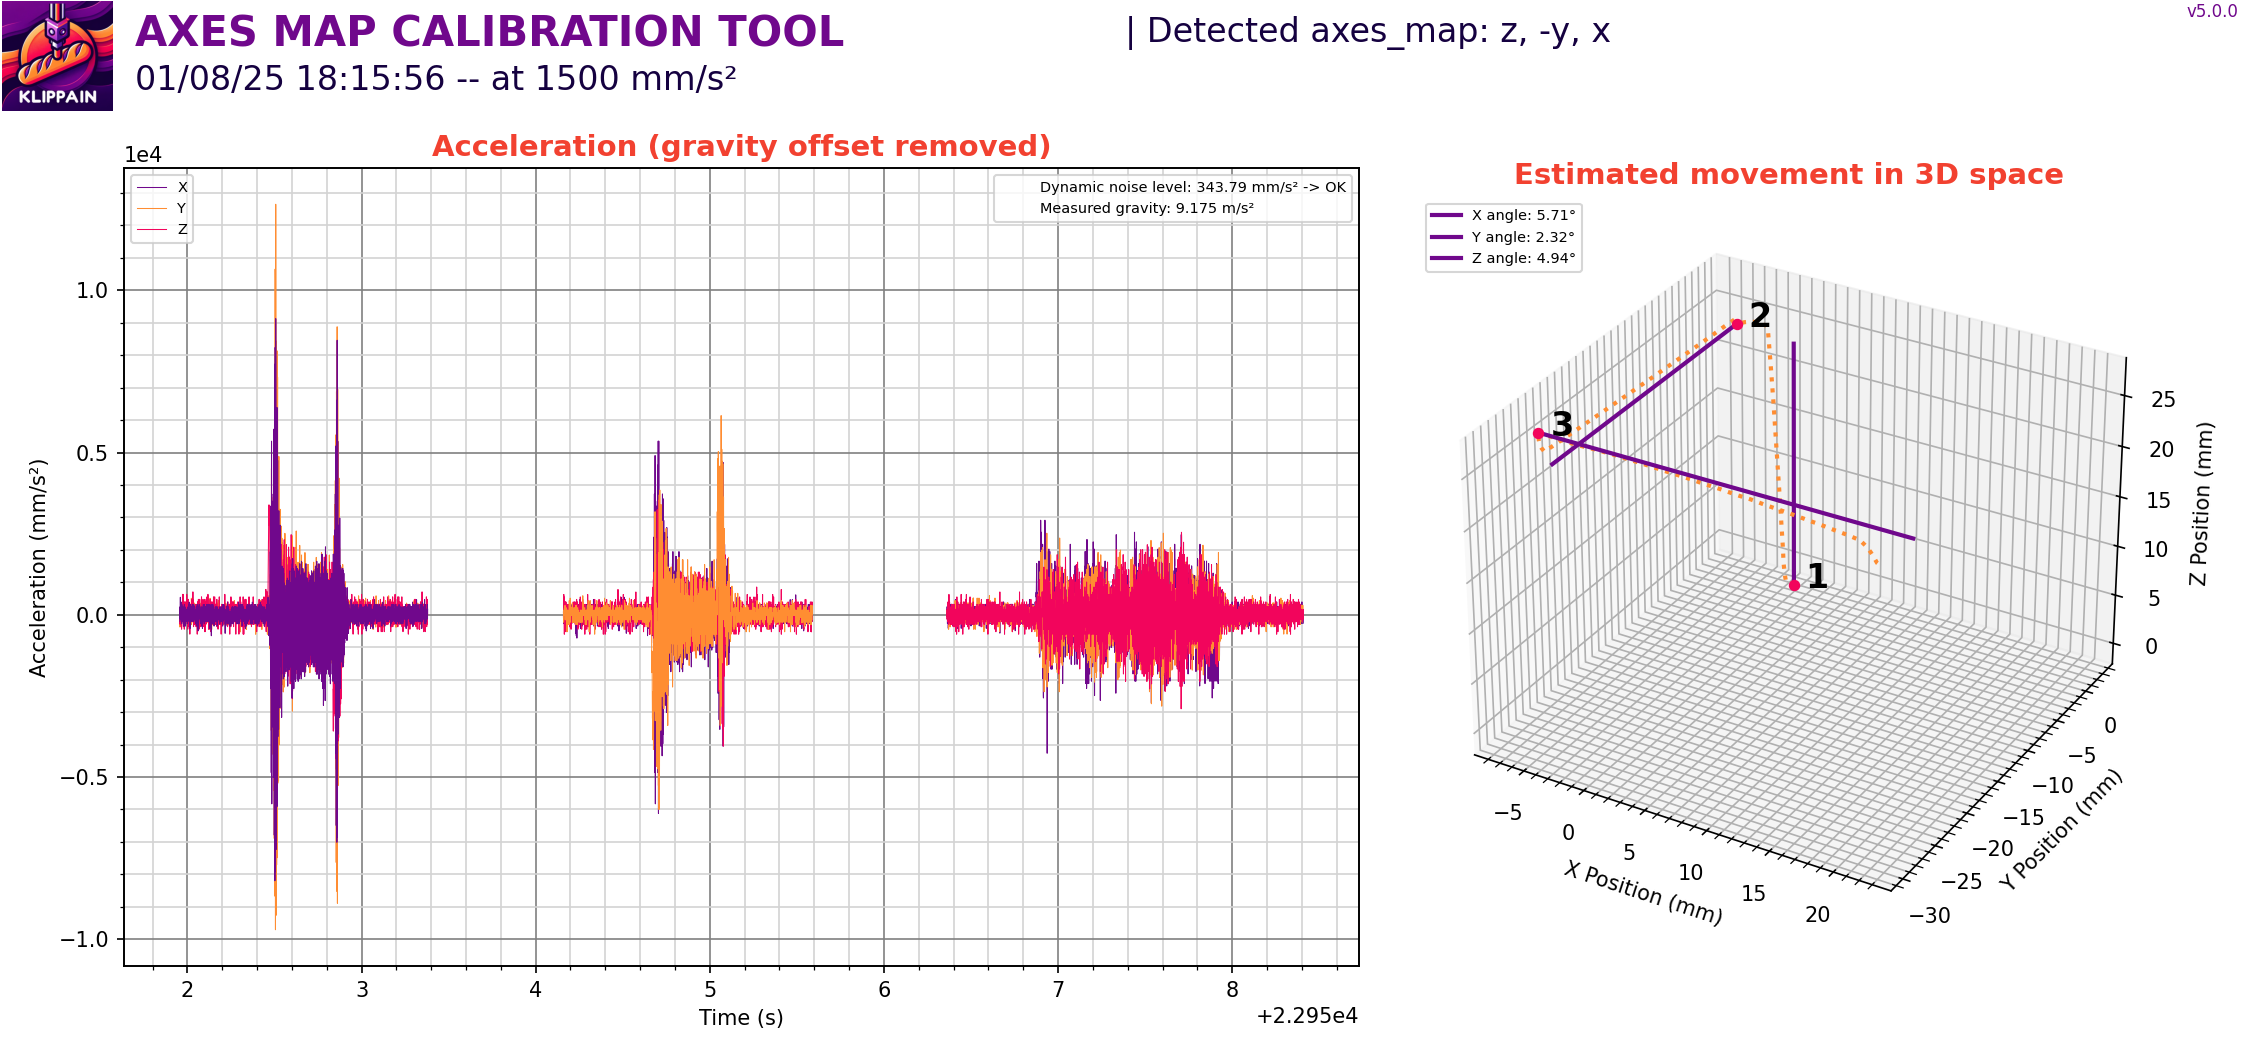 KLIPPAIN
AXES MAP CALIBRATION TOOL
01/08/25 18:15:56 -- at 1500 mm/s²
| Detected axes_map: z, -y, x
v5.0.0
Acceleration (gravity offset removed)
1e4
X
Y
Z
Dynamic noise level: 343.79 mm/s² -> OK
Measured gravity: 9.175 m/s²
1.0
0.5
0.0
−0.5
−1.0
Acceleration (mm/s²)
2 3 4 5 6 7 8
Time (s)
+2.295e4
Estimated movement in 3D space
X angle: 5.71°
Y angle: 2.32°
Z angle: 4.94°
2
3
1
25
20
15
10
5
0
Z Position (mm)
0
−5
−10
−15
−20
−25
−30
Y Position (mm)
−5
0
5
10
15
20
X Position (mm)